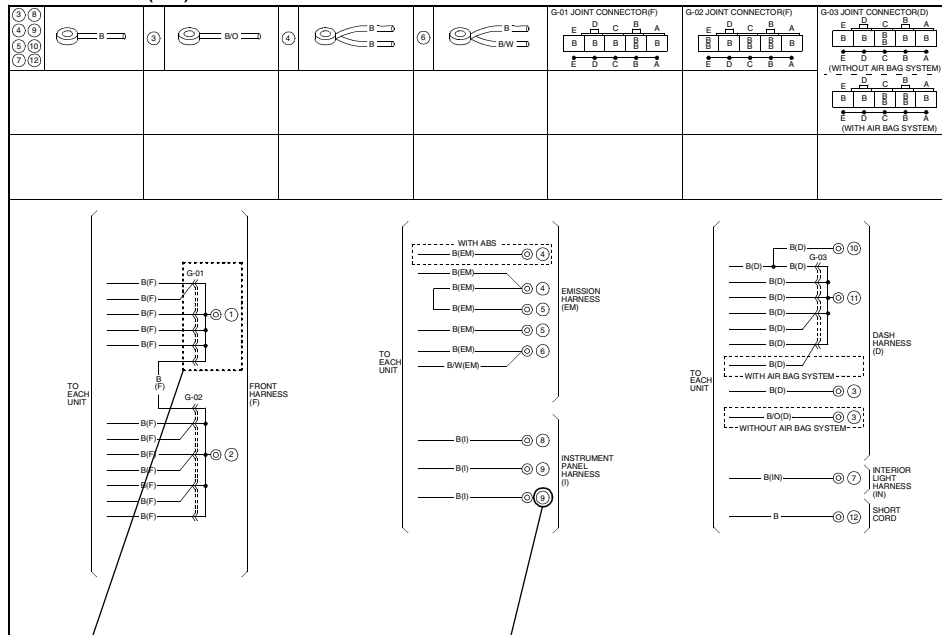 3 8
4 9
5 10
7 12
B
3
B/O
4
B
B
6
B
B/W
G-01 JOINT CONNECTOR(F)
D B
E C A
B B B B B B
E D C B A
G-02 JOINT CONNECTOR(F)
D B
E C A
B B B B B B B
E D C B A
G-03 JOINT CONNECTOR(D)
D B
E C A
B B B B B B
E D C B A
(WITHOUT AIR BAG SYSTEM)
D B
E C A
B B B B B B B
E D C B A
(WITH AIR BAG SYSTEM)
TO
EACH
UNIT
G-01
B(F)
B(F)
B(F)
B(F)
B(F)
1
B
(F)
G-02
B(F)
B(F)
B(F)
B(F)
B(F)
B(F)
B(F)
2
FRONT
HARNESS
(F)
TO
EACH
UNIT
WITH ABS
B(EM) 4
B(EM)
4
B(EM) 5
B(EM) 5
B(EM) 6
B/W(EM)
EMISSION
HARNESS
(EM)
B(I) 8
B(I) 9
B(I) 9
INSTRUMENT
PANEL
HARNESS
(I)
TO
EACH
UNIT
B(D) 10
G-03
B(D) B(D)
B(D)
B(D) 11
B(D)
B(D)
B(D)
WITH AIR BAG SYSTEM
B(D) 3
B/O(D) 3
WITHOUT AIR BAG SYSTEM
DASH
HARNESS
(D)
B(IN) 7
INTERIOR
LIGHT
HARNESS
(IN)
B 12
SHORT
CORD